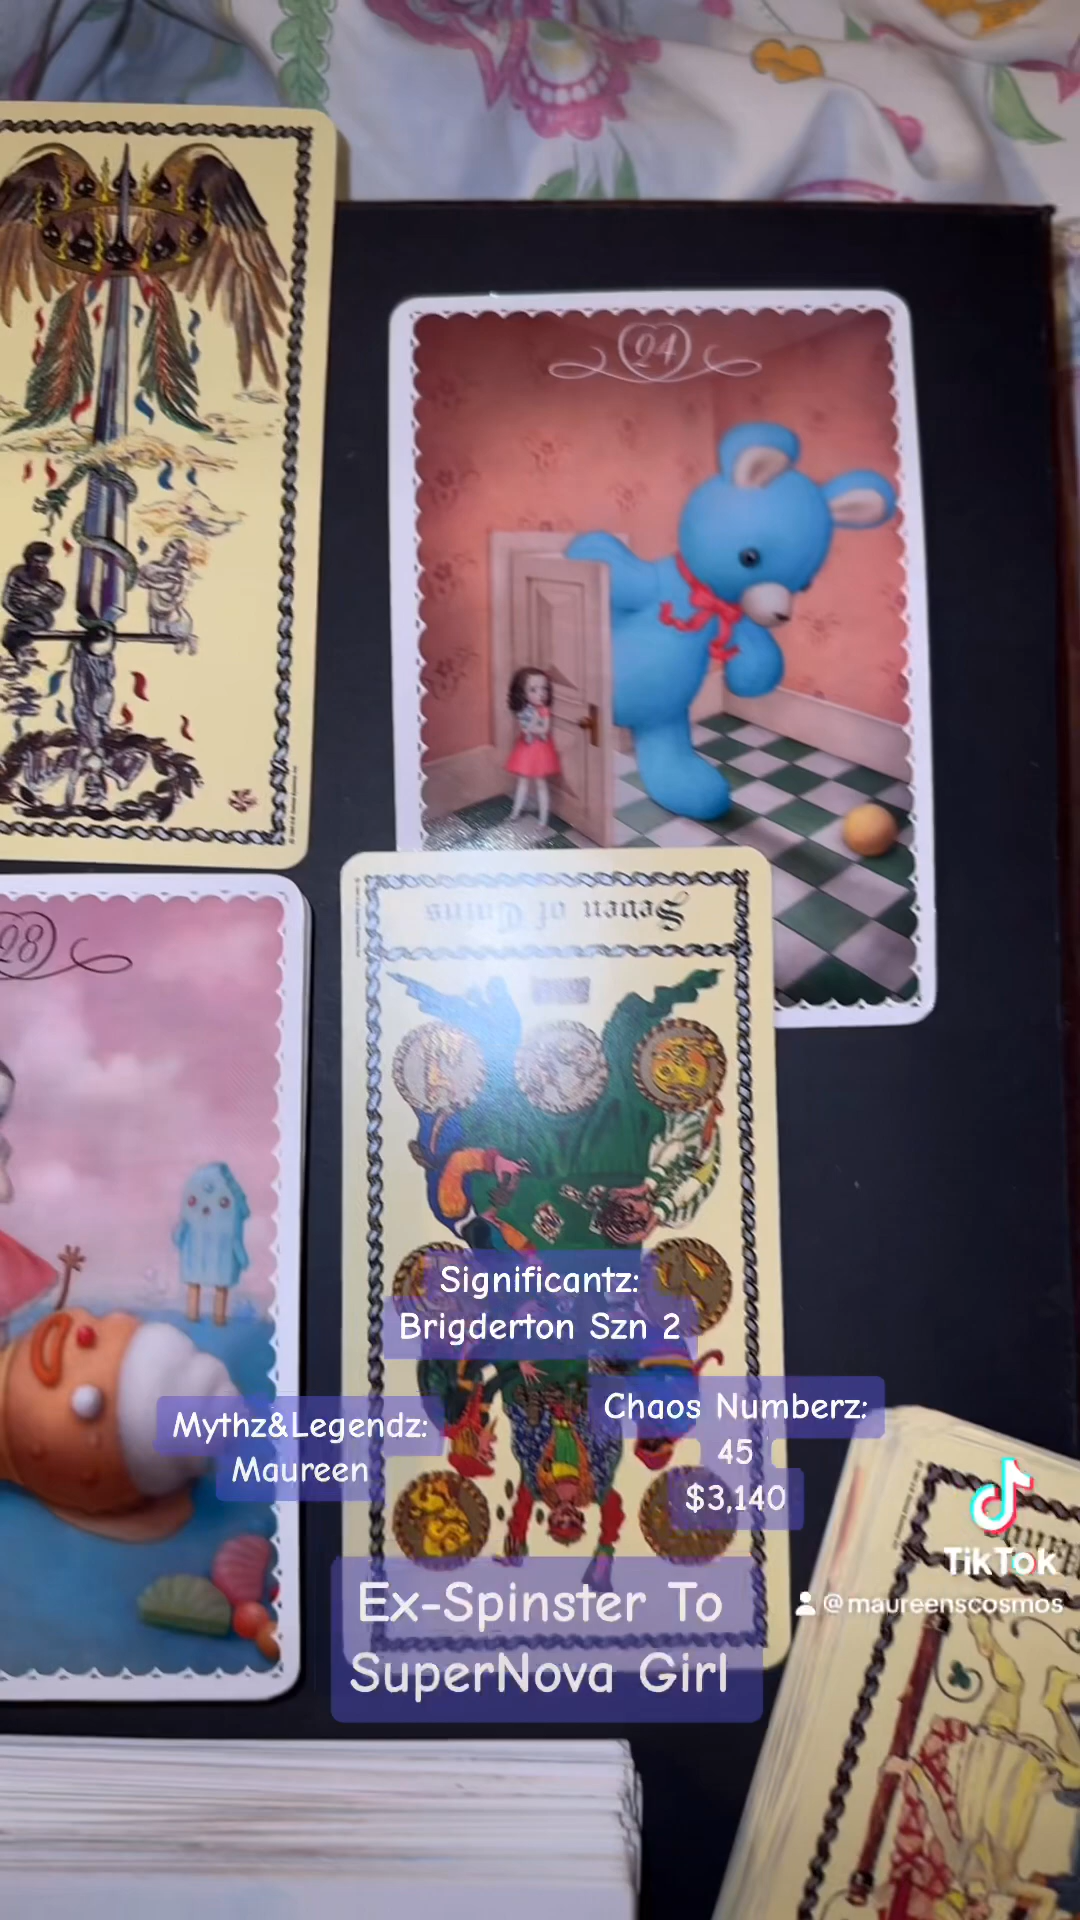 24
Seven of Coins
28
Significantz:
Brigderton Szn 2
Mythz&Legendz:
Maureen
Chaos Numberz:
45
$3,140
Ex-Spinster To
SuperNova Girl
TikTok
@maureenscosmos